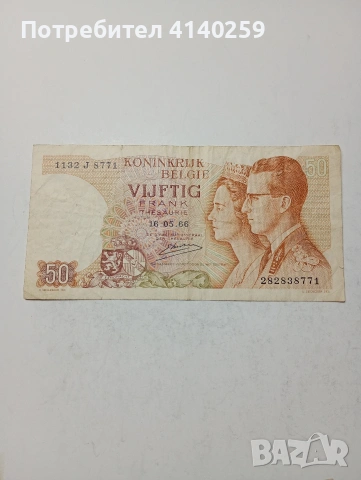 Потребител 4140259
1132 J 8771
KONINKRIJK
BELGIE
50
VIJFTIG
FRANK
THESAURIE
16.05.66
50
282838771
BAZAR